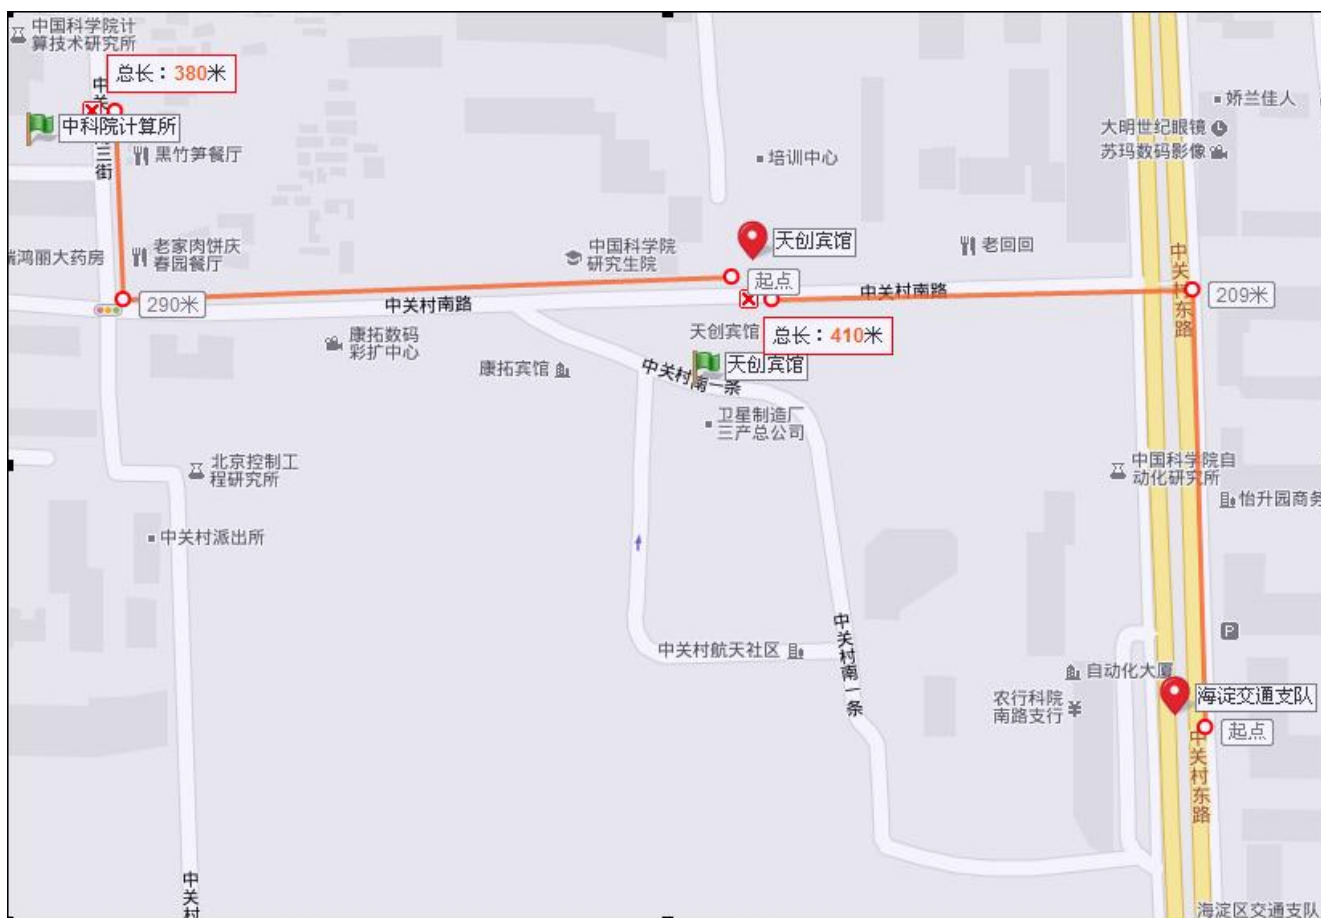 中国科学院计
算技术研究所
总长：380米
中关
三街
中科院计算所
黑竹笋餐厅
娇兰佳人
大明世纪眼镜
苏玛数码影像
培训中心
鸿丽大药房
老家肉饼庆
春园餐厅
中国科学院
研究生院
天创宾馆
老回回
起点
290米
中关村南路
中关村南路
中关村东路
209米
康拓数码
彩扩中心
天创宾馆
总长：410米
康拓宾馆
天创宾馆
中关村南一条
卫星制造厂
三产总公司
北京控制工
程研究所
中国科学院自
动化研究所
怡升园商务
中关村派出所
P
中关村南一条
中关村航天社区
自动化大厦
农行科院
南路支行
海淀交通支队
起点
中关村东路
中关村
海淀区交通支队